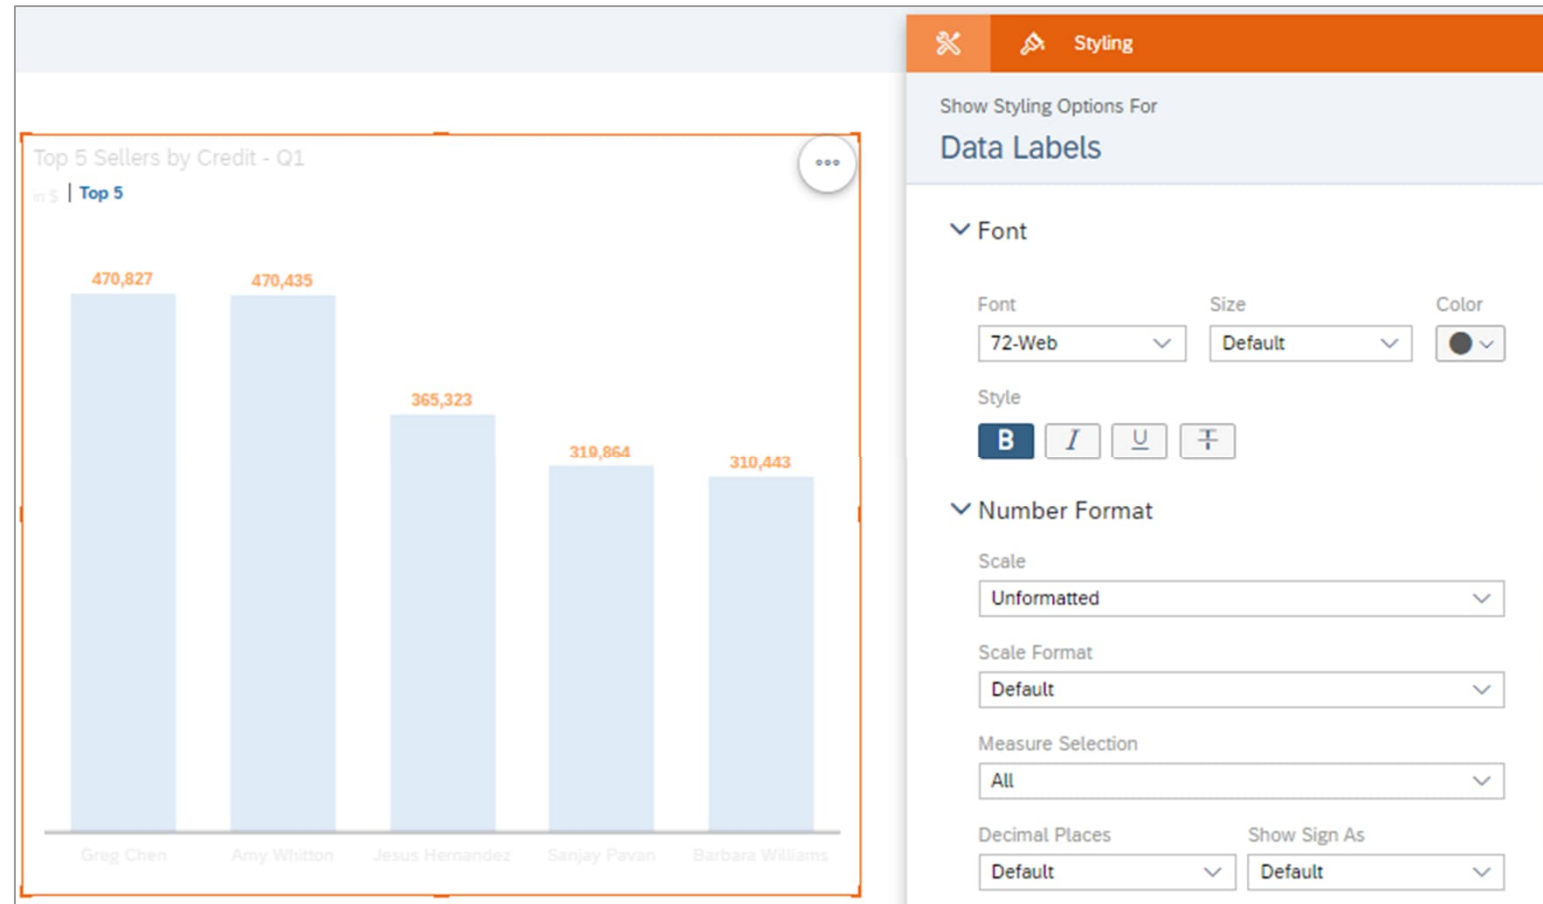 Styling
Show Styling Options For
Data Labels
Top 5 Sellers by Credit - Q1
in $ | Top 5
470,827
470,435
365,323
319,864
310,443
Greg Chen
Amy Whitton
Jesus Hernandez
Sanjay Pavan
Barbara Williams
Font
Font
Size
Color
72-Web
Default
Style
B
I
U
T
Number Format
Scale
Unformatted
Scale Format
Default
Measure Selection
All
Decimal Places
Show Sign As
Default
Default